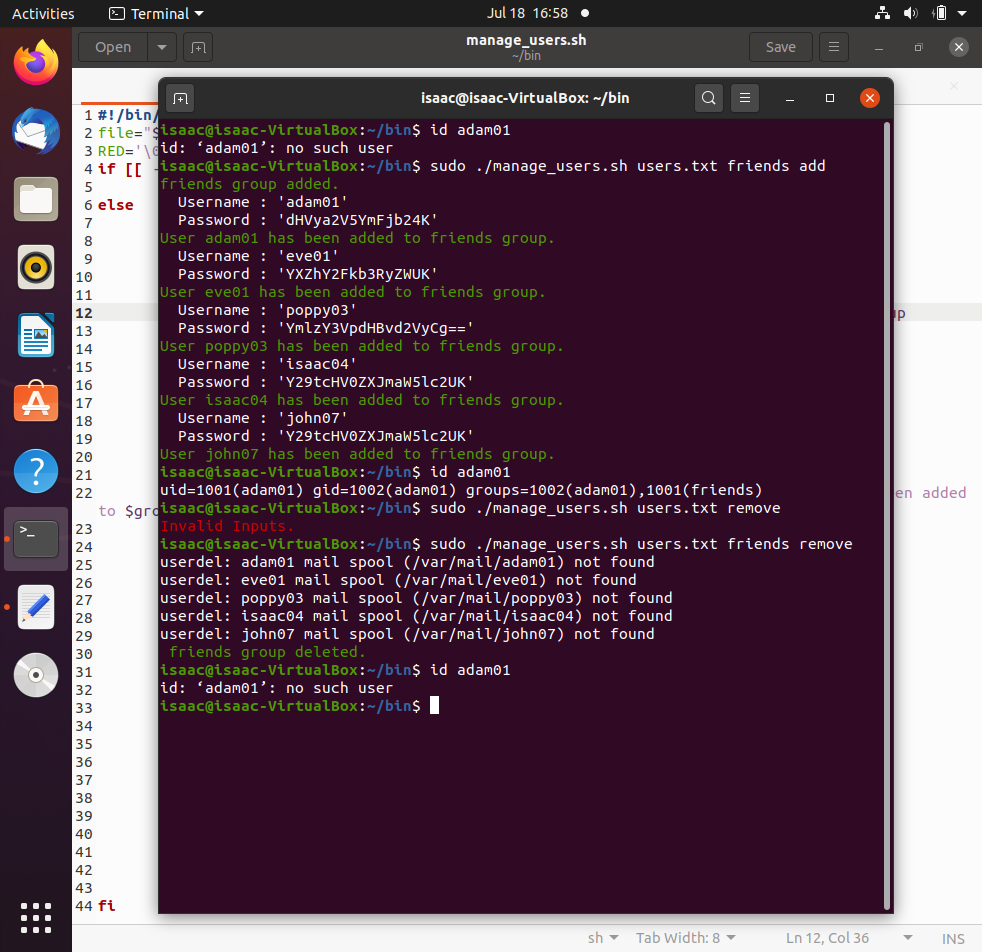 Activities
Terminal
Jul 18 16:58
Open
manage_users.sh
~/bin
Save
isaac@isaac-VirtualBox: ~/bin
1 #!/bin/
2 file="$
3 RED='\0
4 if [[ -
5
6 else
7
8
9
10
11
12
13
14
15
16
17
18
19
20
21
22
to $gro
23
24
25
26
27
28
29
30
31
32
33
34
35
36
37
38
39
40
41
42
43
44 fi
up
en added
isaac@isaac-VirtualBox:~/bin$ id adam01
id: ‘adam01’: no such user
isaac@isaac-VirtualBox:~/bin$ sudo ./manage_users.sh users.txt friends add
friends group added.
Username : 'adam01'
Password : 'dHVya2V5YmFjb24K'
User adam01 has been added to friends group.
Username : 'eve01'
Password : 'YXZhY2Fkb3RyZWUK'
User eve01 has been added to friends group.
Username : 'poppy03'
Password : 'YmlzY3VpdHBvd2VyCg=='
User poppy03 has been added to friends group.
Username : 'isaac04'
Password : 'Y29tcHV0ZXJmaW5lc2UK'
User isaac04 has been added to friends group.
Username : 'john07'
Password : 'Y29tcHV0ZXJmaW5lc2UK'
User john07 has been added to friends group.
isaac@isaac-VirtualBox:~/bin$ id adam01
uid=1001(adam01) gid=1002(adam01) groups=1002(adam01),1001(friends)
isaac@isaac-VirtualBox:~/bin$ sudo ./manage_users.sh users.txt remove
Invalid Inputs.
isaac@isaac-VirtualBox:~/bin$ sudo ./manage_users.sh users.txt friends remove
userdel: adam01 mail spool (/var/mail/adam01) not found
userdel: eve01 mail spool (/var/mail/eve01) not found
userdel: poppy03 mail spool (/var/mail/poppy03) not found
userdel: isaac04 mail spool (/var/mail/isaac04) not found
userdel: john07 mail spool (/var/mail/john07) not found
friends group deleted.
isaac@isaac-VirtualBox:~/bin$ id adam01
id: ‘adam01’: no such user
isaac@isaac-VirtualBox:~/bin$
sh
Tab Width: 8
Ln 12, Col 36
INS